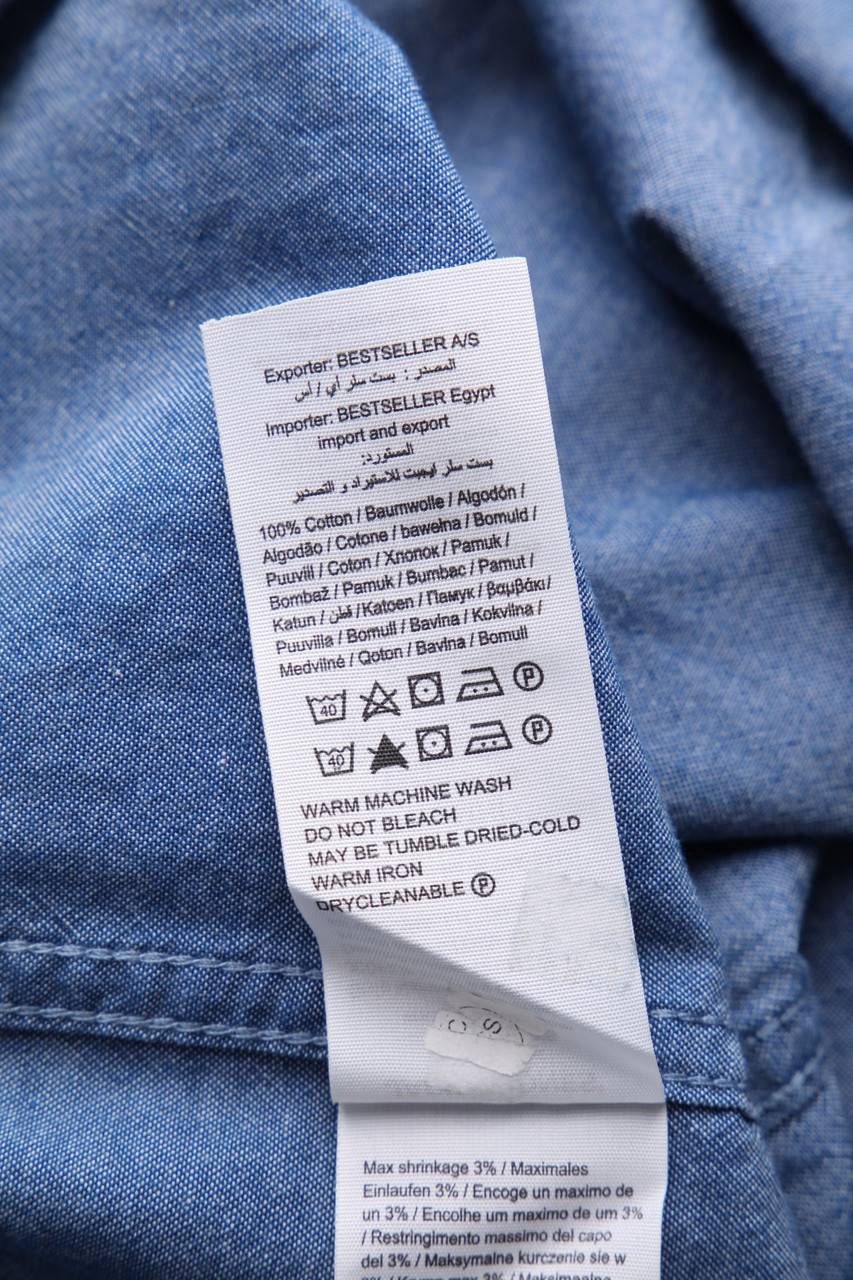 Exporter: BESTSELLER A/S
المصدر : بست سلر أي / أس
Importer: BESTSELLER Egypt
import and export
المستورد:
بست سلر ايجيبت للاستيراد و التصدير
100% Cotton / Baumwolle / Algodón /
Algodão / Cotone / bawełna / Bomuld /
Puuvill / Coton / Хлопок / Pamuk /
Bombaž / Pamuk / Bumbac / Pamut /
Katun / قطن /Katoen / Памук / βαμβάκι/
Puuvilla / Bomull / Bavlna / Kokvilna /
Medvilnė / Qoton / Bavlna / Bomull
40 P
40 P
WARM MACHINE WASH
DO NOT BLEACH
MAY BE TUMBLE DRIED-COLD
WARM IRON
DRYCLEANABLE P
Max shrinkage 3% / Maximales
Einlaufen 3% / Encoge un maximo de
un 3% / Encolhe um maximo de um 3%
/ Restringimento massimo del capo
del 3% / Maksymalne kurczenie sie w